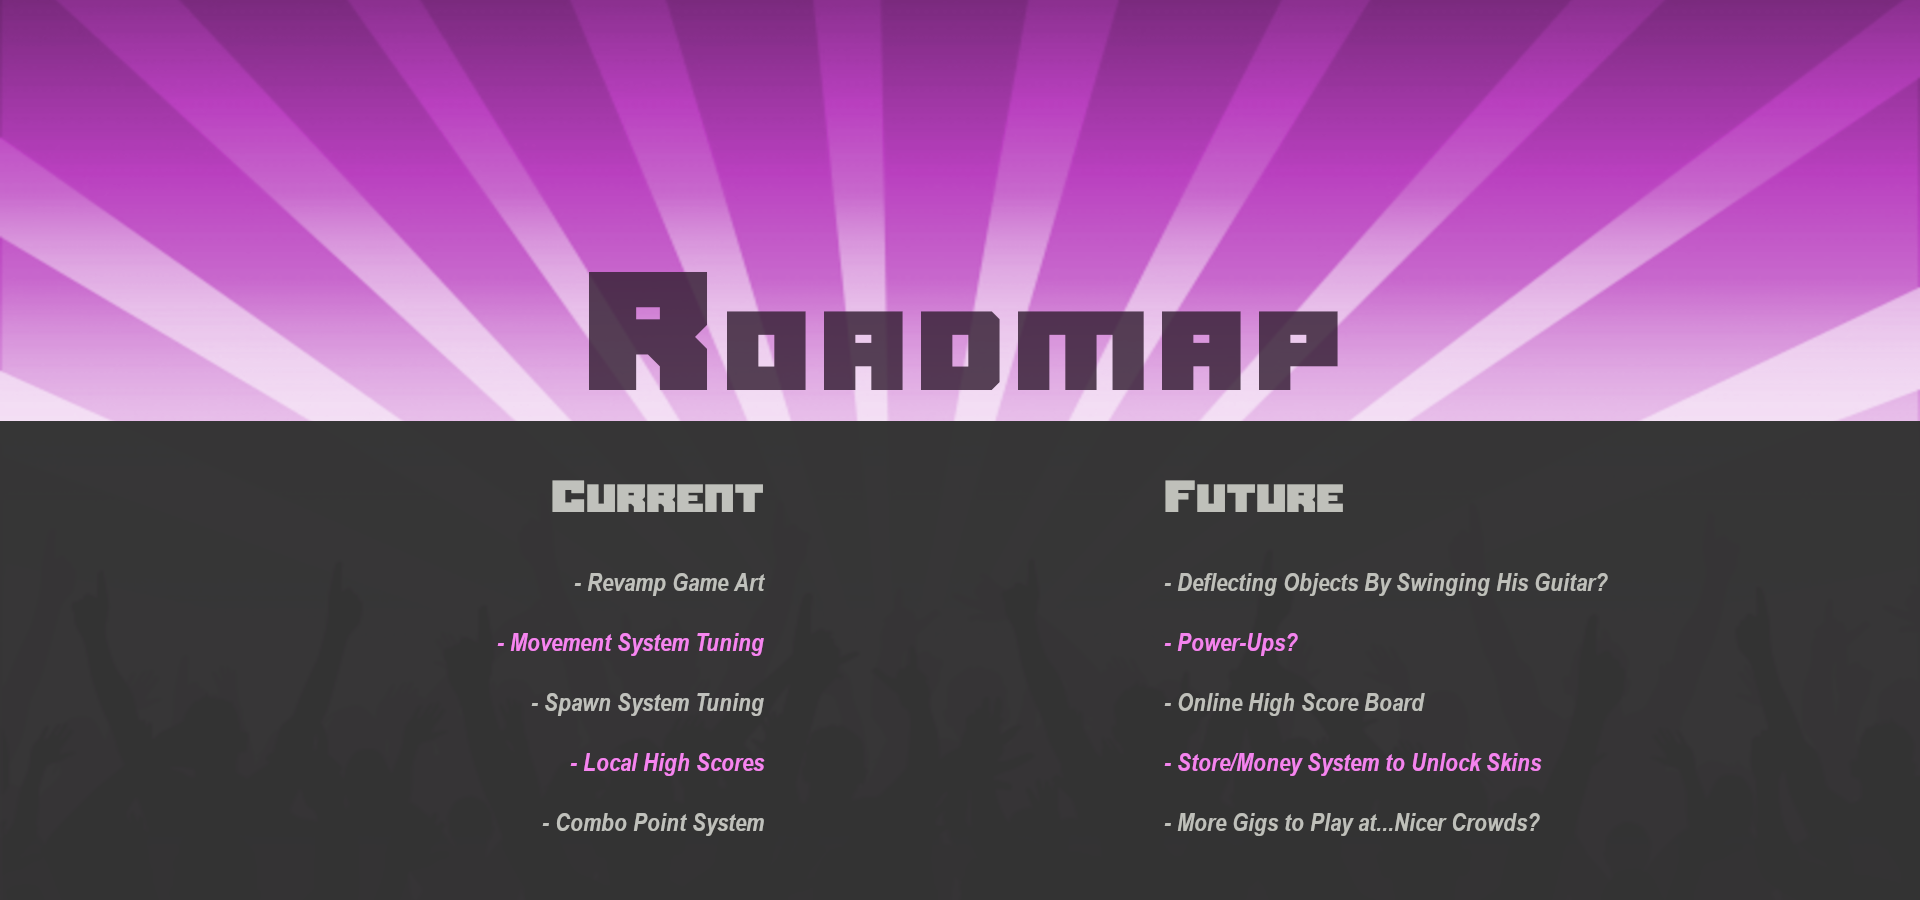 Roadmap
Current
- Revamp Game Art
- Movement System Tuning
- Spawn System Tuning
- Local High Scores
- Combo Point System
Future
- Deflecting Objects By Swinging His Guitar?
- Power-Ups?
- Online High Score Board
- Store/Money System to Unlock Skins
- More Gigs to Play at...Nicer Crowds?